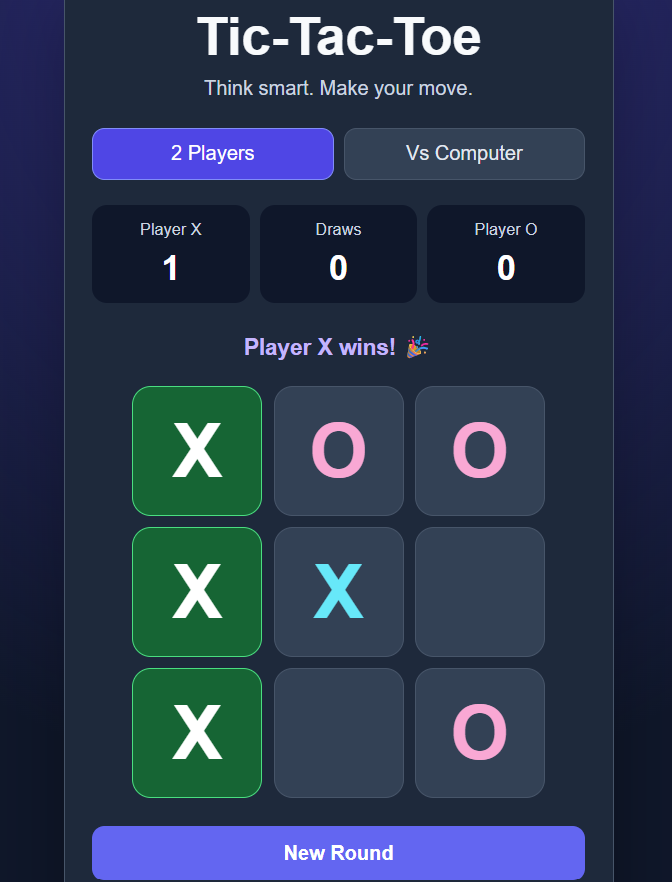 Tic-Tac-Toe
Think smart. Make your move.
2 Players Vs Computer
Player X Draws Player O
1 0 0
Player X wins! 🎉
X O O
X X
X O
New Round